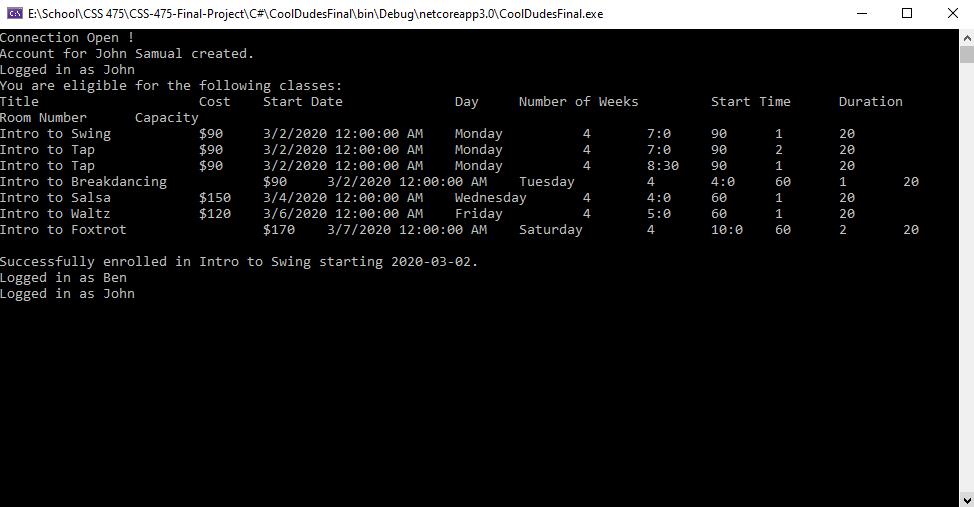 E:\School\CSS 475\CSS-475-Final-Project\C#\CoolDudesFinal\bin\Debug\netcoreapp3.0\CoolDudesFinal.exe
Connection Open !
Account for John Samual created.
Logged in as John
You are eligible for the following classes:
Title Cost Start Date Day Number of Weeks Start Time Duration
Room Number Capacity
Intro to Swing $90 3/2/2020 12:00:00 AM Monday 4 7:0 90 1 20
Intro to Tap $90 3/2/2020 12:00:00 AM Monday 4 7:0 90 2 20
Intro to Tap $90 3/2/2020 12:00:00 AM Monday 4 8:30 90 1 20
Intro to Breakdancing $90 3/2/2020 12:00:00 AM Tuesday 4 4:0 60 1 20
Intro to Salsa $150 3/4/2020 12:00:00 AM Wednesday 4 4:0 60 1 20
Intro to Waltz $120 3/6/2020 12:00:00 AM Friday 4 5:0 60 1 20
Intro to Foxtrot $170 3/7/2020 12:00:00 AM Saturday 4 10:0 60 2 20
Successfully enrolled in Intro to Swing starting 2020-03-02.
Logged in as Ben
Logged in as John